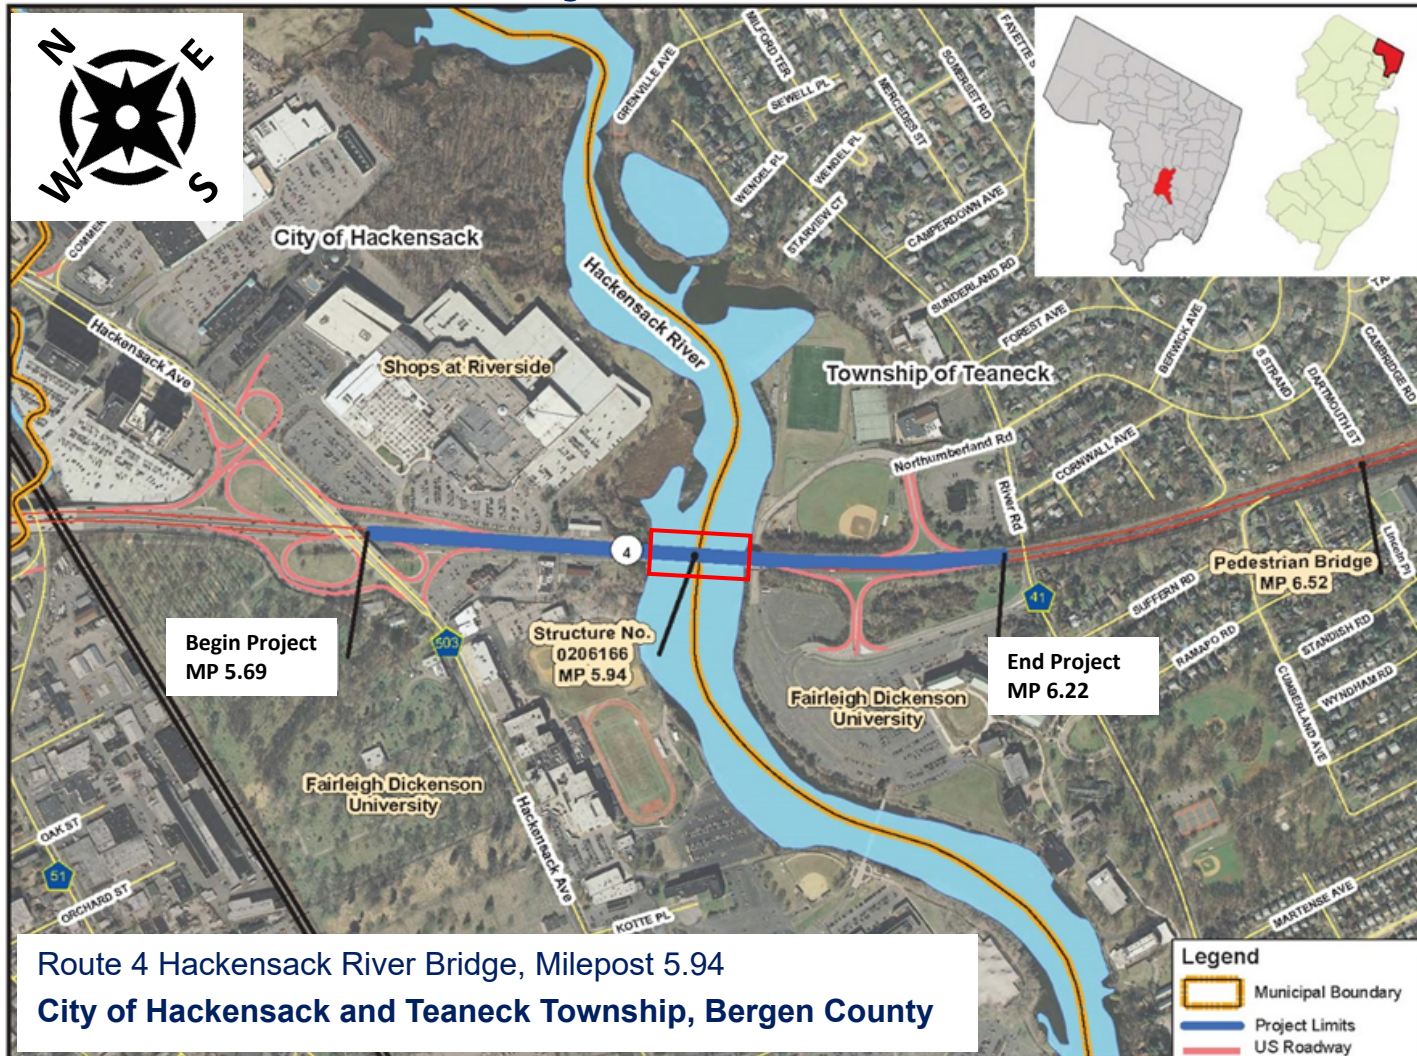 N
E
W
S
GRENVILLE AVE
MILFORD TER
SEWELL PL
MERCEDES ST
SOMERSET RD
FAYETTE S
WENDEL PL
WENDEL PL
STARVIEW CT
CAMPERDOWN AVE
SUNDERLAND RD
FOREST AVE
BERWICK AVE
S STRAND
DARTMOUTH ST
CAMBRIDGE RD
TA
COMMER
City of Hackensack
Hackensack River
Hackensack Ave
Shops at Riverside
Township of Teaneck
Northumberland Rd
CORNWALL AVE
River Rd
4
Pedestrian Bridge
MP 6.52
Lincoln Pl
SUFFERN RD
41
STANDISH RD
RAMAPO RD
WYNDHAM RD
CUMBERLAND AVE
Begin Project
MP 5.69
503
Structure No.
0206166
MP 5.94
End Project
MP 6.22
Fairleigh Dickenson
University
Fairleigh Dickenson
University
Hackensack Ave
OAK ST
51
ORCHARD ST
KOTTE PL
MARTENSE AVE
Route 4 Hackensack River Bridge, Milepost 5.94
City of Hackensack and Teaneck Township, Bergen County
Legend
Municipal Boundary
Project Limits
US Roadway